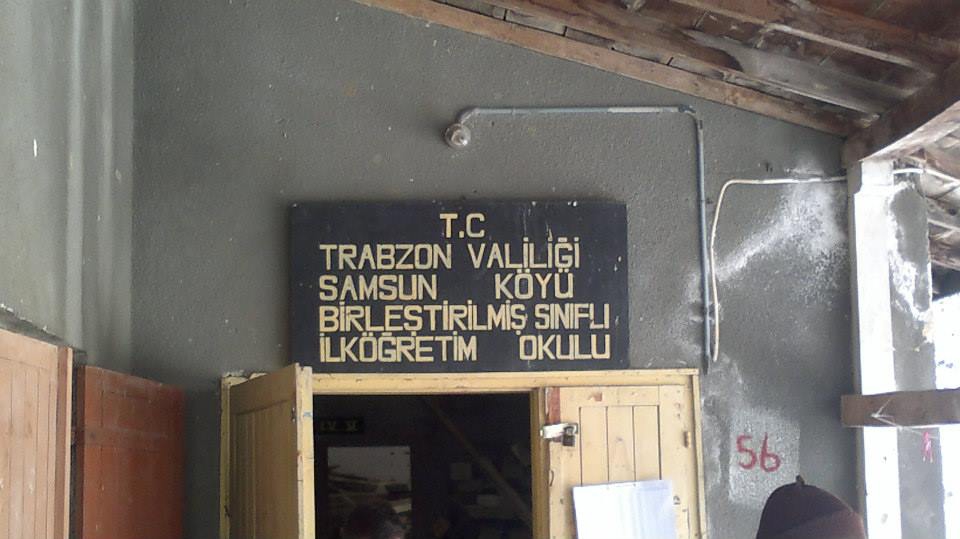 T.C
TRABZON VALİLİĞİ
SAMSUN KÖYÜ
BİRLEŞTİRİLMİŞ SINIFLI
İLKÖĞRETİM OKULU
56